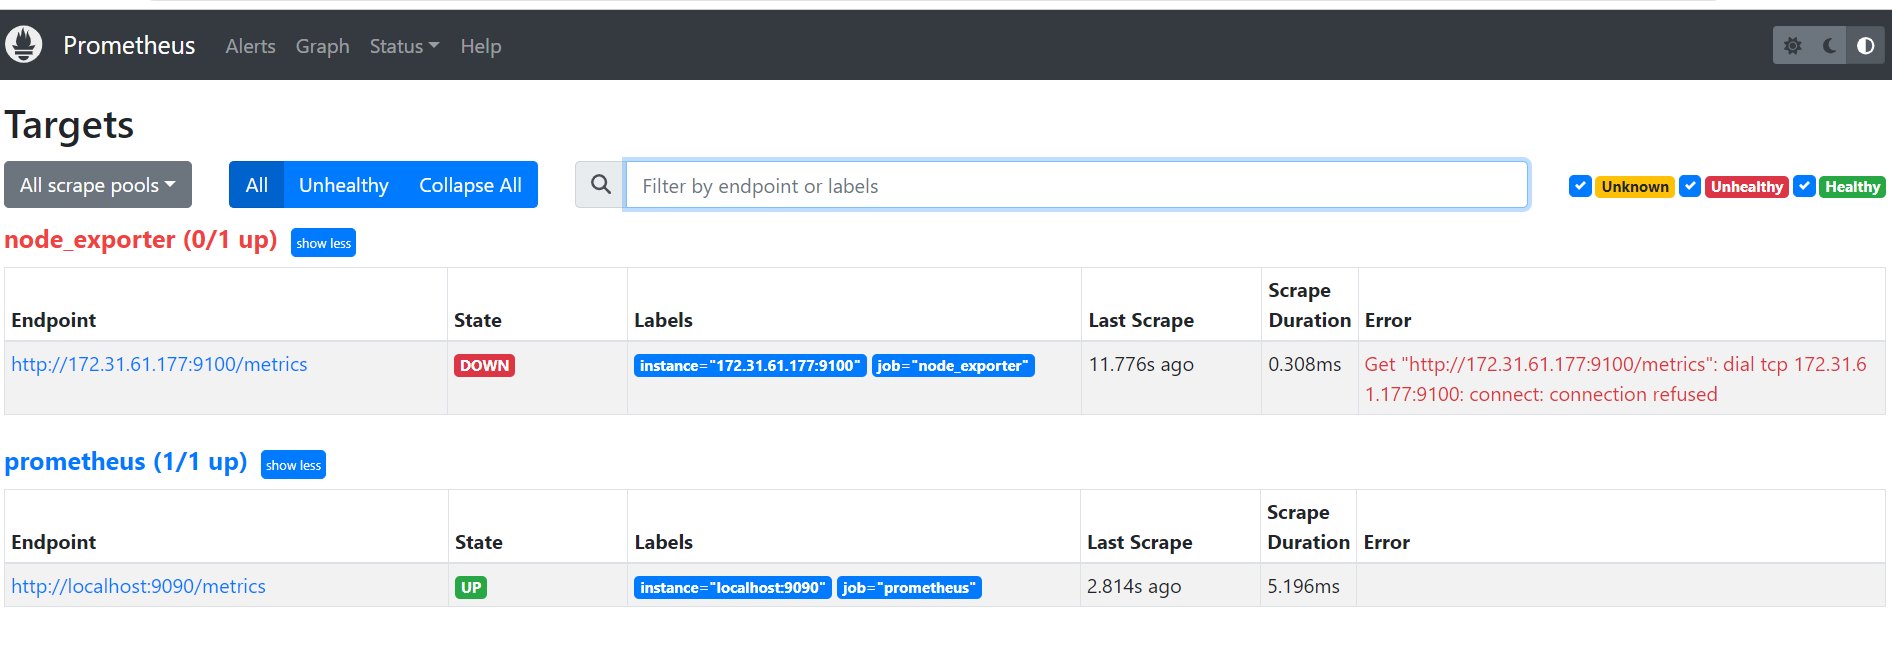 Prometheus Alerts Graph Status Help
Targets
All scrape pools All Unhealthy Collapse All Filter by endpoint or labels Unknown Unhealthy Healthy
node_exporter (0/1 up) show less
Endpoint State Labels Last Scrape Scrape Duration Error
http://172.31.61.177:9100/metrics DOWN instance="172.31.61.177:9100" job="node_exporter" 11.776s ago 0.308ms Get "http://172.31.61.177:9100/metrics": dial tcp 172.31.6
1.177:9100: connect: connection refused
prometheus (1/1 up) show less
Endpoint State Labels Last Scrape Scrape Duration Error
http://localhost:9090/metrics UP instance="localhost:9090" job="prometheus" 2.814s ago 5.196ms